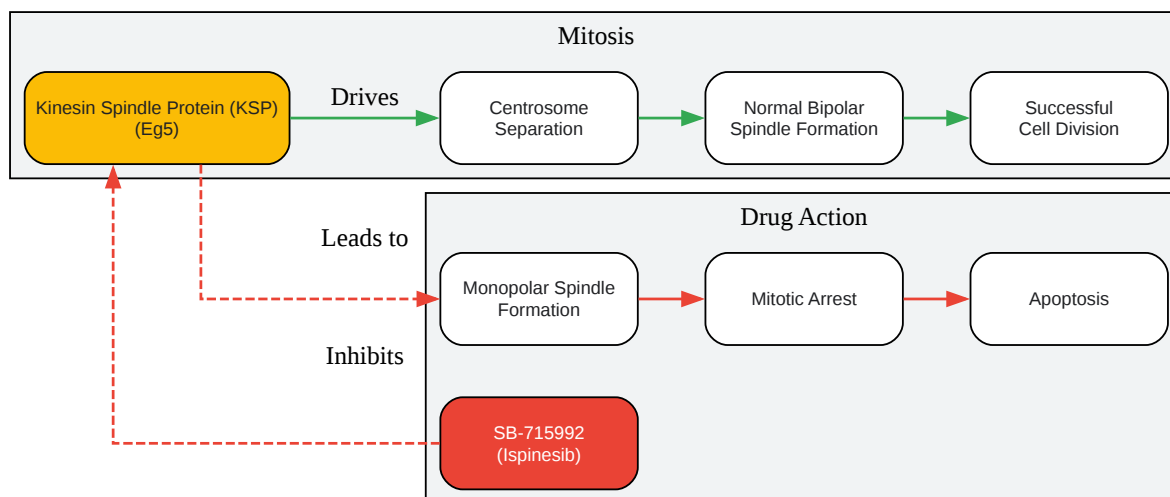 Mitosis
Kinesin Spindle Protein (KSP)
(Eg5)
Drives
Centrosome
Separation
Normal Bipolar
Spindle Formation
Successful
Cell Division
Drug Action
Leads to
Monopolar Spindle
Formation
Mitotic Arrest
Apoptosis
Inhibits
SB-715992
(Ispinesib)